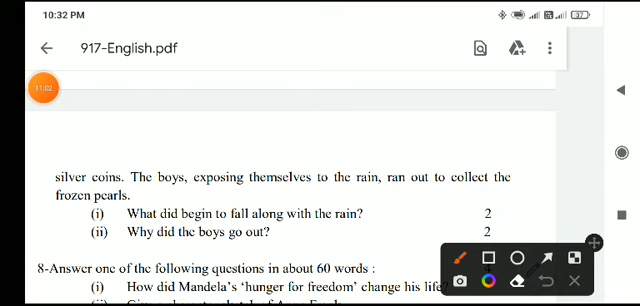 10:32 PM
37
917-English.pdf
11:02
silver coins. The boys, exposing themselves to the rain, ran out to collect the
frozen pearls.
(i) What did begin to fall along with the rain? 2
(ii) Why did the boys go out? 2
8-Answer one of the following questions in about 60 words : 4
(i) How did Mandela's 'hunger for freedom' change his life?